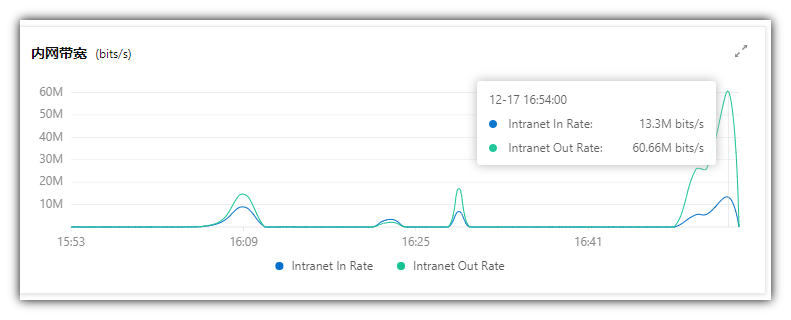 内网带宽 (bits/s)
60M
50M
40M
30M
20M
10M
12-17 16:54:00
Intranet In Rate: 13.3M bits/s
Intranet Out Rate: 60.66M bits/s
15:53 16:09 16:25 16:41
Intranet In Rate Intranet Out Rate